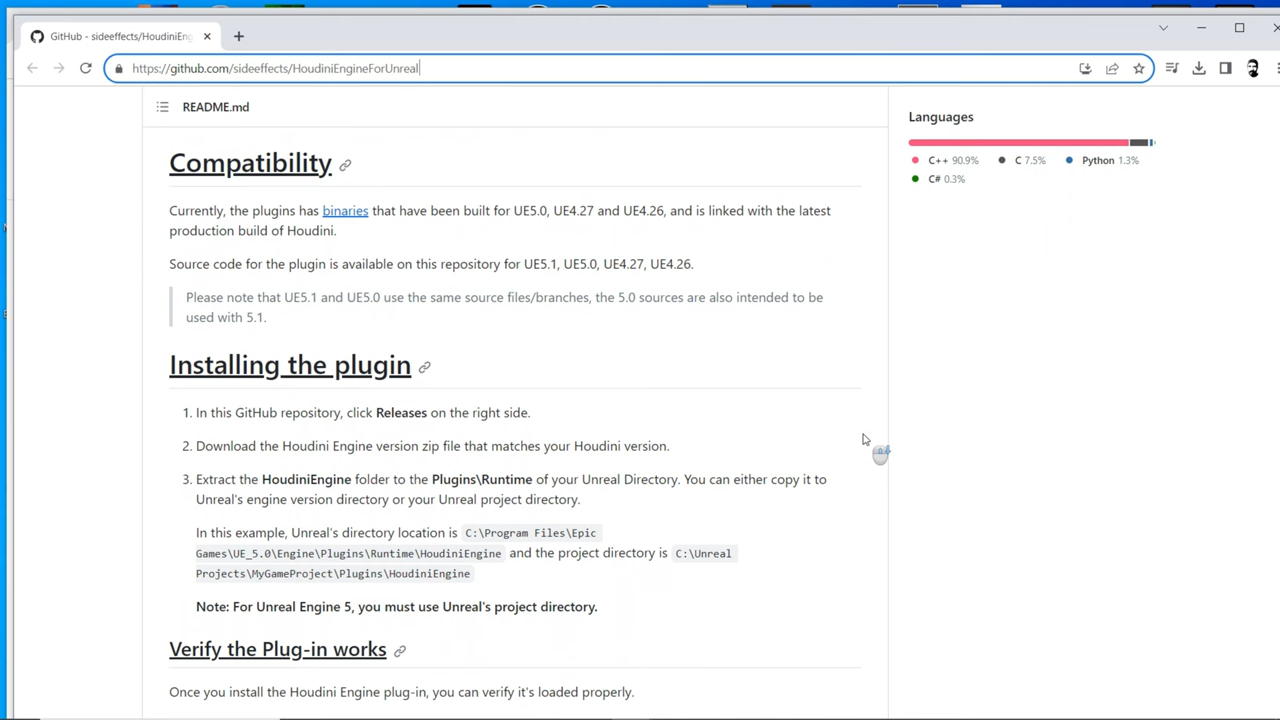 GitHub - sideeffects/HoudiniEng
https://github.com/sideeffects/HoudiniEngineForUnreal
README.md
Languages
C++ 90.9%
C 7.5%
Python 1.3%
C# 0.3%
Compatibility
Currently, the plugins has binaries that have been built for UE5.0, UE4.27 and UE4.26, and is linked with the latest
production build of Houdini.
Source code for the plugin is available on this repository for UE5.1, UE5.0, UE4.27, UE4.26.
Please note that UE5.1 and UE5.0 use the same source files/branches, the 5.0 sources are also intended to be
used with 5.1.
Installing the plugin
1. In this GitHub repository, click Releases on the right side.
2. Download the Houdini Engine version zip file that matches your Houdini version.
3. Extract the HoudiniEngine folder to the Plugins\Runtime of your Unreal Directory. You can either copy it to
Unreal's engine version directory or your Unreal project directory.
In this example, Unreal's directory location is C:\Program Files\Epic
Games\UE_5.0\Engine\Plugins\Runtime\HoudiniEngine and the project directory is C:\Unreal
Projects\MyGameProject\Plugins\HoudiniEngine
Note: For Unreal Engine 5, you must use Unreal's project directory.
Verify the Plug-in works
Once you install the Houdini Engine plug-in, you can verify it's loaded properly.